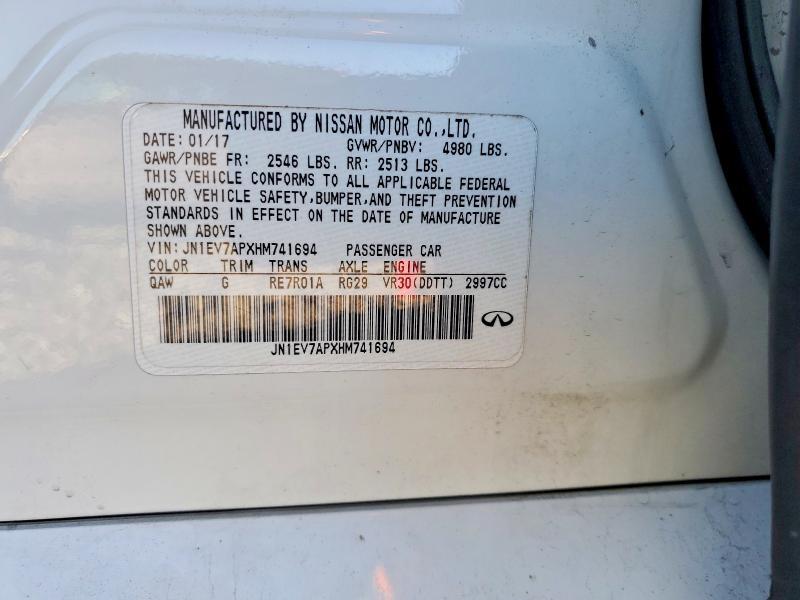 MANUFACTURED BY NISSAN MOTOR CO.,LTD.
DATE: 01/17 GVWR/PNBV: 4980 LBS.
GAWR/PNBE FR: 2546 LBS. RR: 2513 LBS.
THIS VEHICLE CONFORMS TO ALL APPLICABLE FEDERAL
MOTOR VEHICLE SAFETY,BUMPER,AND THEFT PREVENTION
STANDARDS IN EFFECT ON THE DATE OF MANUFACTURE
SHOWN ABOVE.
VIN:JN1EV7APXHM741694 PASSENGER CAR
COLOR TRIM TRANS AXLE ENGINE
QAW G RE7R01A RG29 VR30(DDTT) 2997CC
JN1EV7APXHM741694